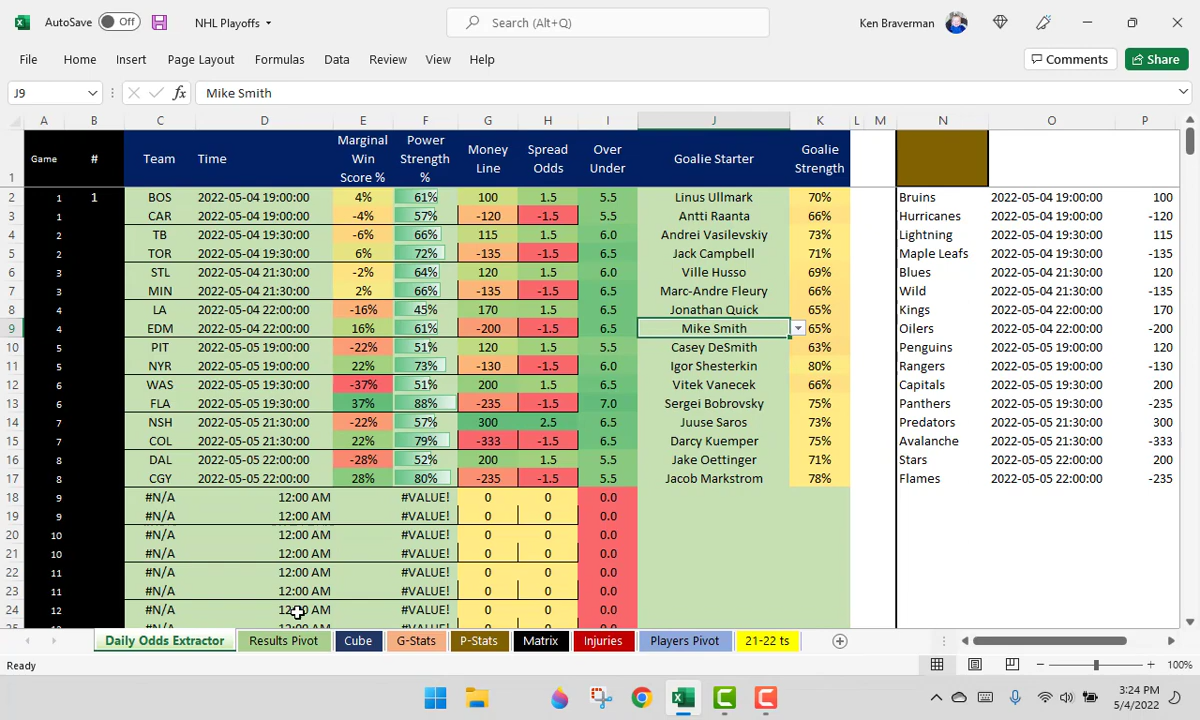 AutoSave Off NHL Playoffs Search (Alt+Q) Ken Braverman
File Home Insert Page Layout Formulas Data Review View Help Comments Share
J9 fx Mike Smith
A B C D E F G H I J K L M N O P
1 Game # Team Time Marginal Win Score % Power Strength % Money Line Spread Odds Over Under Goalie Starter Goalie Strength
2 1 1 BOS 2022-05-04 19:00:00 4% 61% 100 1.5 5.5 Linus Ullmark 70% Bruins 2022-05-04 19:00:00 100
3 1 CAR 2022-05-04 19:00:00 -4% 57% -120 -1.5 5.5 Antti Raanta 66% Hurricanes 2022-05-04 19:00:00 -120
4 2 TB 2022-05-04 19:30:00 -6% 66% 115 1.5 6.0 Andrei Vasilevskiy 73% Lightning 2022-05-04 19:30:00 115
5 2 TOR 2022-05-04 19:30:00 6% 72% -135 -1.5 6.5 Jack Campbell 71% Maple Leafs 2022-05-04 19:30:00 -135
6 3 STL 2022-05-04 21:30:00 -2% 64% 120 1.5 6.0 Ville Husso 69% Blues 2022-05-04 21:30:00 120
7 3 MIN 2022-05-04 21:30:00 2% 66% -135 -1.5 6.5 Marc-Andre Fleury 66% Wild 2022-05-04 21:30:00 -135
8 4 LA 2022-05-04 22:00:00 -16% 45% 170 1.5 6.5 Jonathan Quick 65% Kings 2022-05-04 22:00:00 170
9 4 EDM 2022-05-04 22:00:00 16% 61% -200 -1.5 6.5 Mike Smith 65% Oilers 2022-05-04 22:00:00 -200
10 5 PIT 2022-05-05 19:00:00 -22% 51% 120 1.5 5.5 Casey DeSmith 63% Penguins 2022-05-05 19:00:00 120
11 5 NYR 2022-05-05 19:00:00 22% 73% -130 -1.5 6.0 Igor Shesterkin 80% Rangers 2022-05-05 19:00:00 -130
12 6 WAS 2022-05-05 19:30:00 -37% 51% 200 1.5 6.5 Vitek Vanecek 66% Capitals 2022-05-05 19:30:00 200
13 6 FLA 2022-05-05 19:30:00 37% 88% -235 -1.5 7.0 Sergei Bobrovsky 75% Panthers 2022-05-05 19:30:00 -235
14 7 NSH 2022-05-05 21:30:00 -22% 57% 300 2.5 6.5 Juuse Saros 73% Predators 2022-05-05 21:30:00 300
15 7 COL 2022-05-05 21:30:00 22% 79% -333 -1.5 6.5 Darcy Kuemper 75% Avalanche 2022-05-05 21:30:00 -333
16 8 DAL 2022-05-05 22:00:00 -28% 52% 200 1.5 5.5 Jake Oettinger 71% Stars 2022-05-05 22:00:00 200
17 8 CGY 2022-05-05 22:00:00 28% 80% -235 -1.5 5.5 Jacob Markstrom 78% Flames 2022-05-05 22:00:00 -235
18 9 #N/A 12:00 AM #VALUE! 0 0 0.0
19 9 #N/A 12:00 AM #VALUE! 0 0 0.0
20 10 #N/A 12:00 AM #VALUE! 0 0 0.0
21 10 #N/A 12:00 AM #VALUE! 0 0 0.0
22 11 #N/A 12:00 AM #VALUE! 0 0 0.0
23 11 #N/A 12:00 AM #VALUE! 0 0 0.0
24 12 #N/A 12:00 AM #VALUE! 0 0 0.0
Daily Odds Extractor Results Pivot Cube G-Stats P-Stats Matrix Injuries Players Pivot 21-22 ts
Ready 100%
3:24 PM
5/4/2022